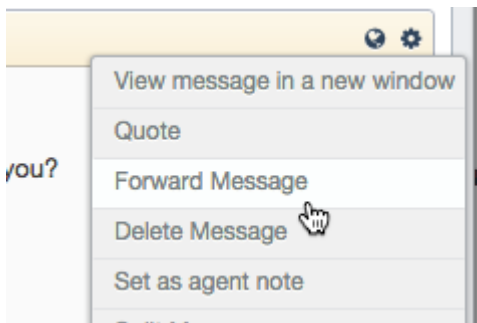 View message in a new window
Quote
you?
Forward Message
Delete Message
Set as agent note